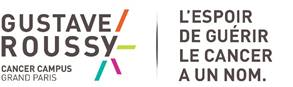 GUSTAVE
ROUSSY
CANCER CAMPUS
GRAND PARIS
L'ESPOIR
DE GUÉRIR
LE CANCER
A UN NOM.